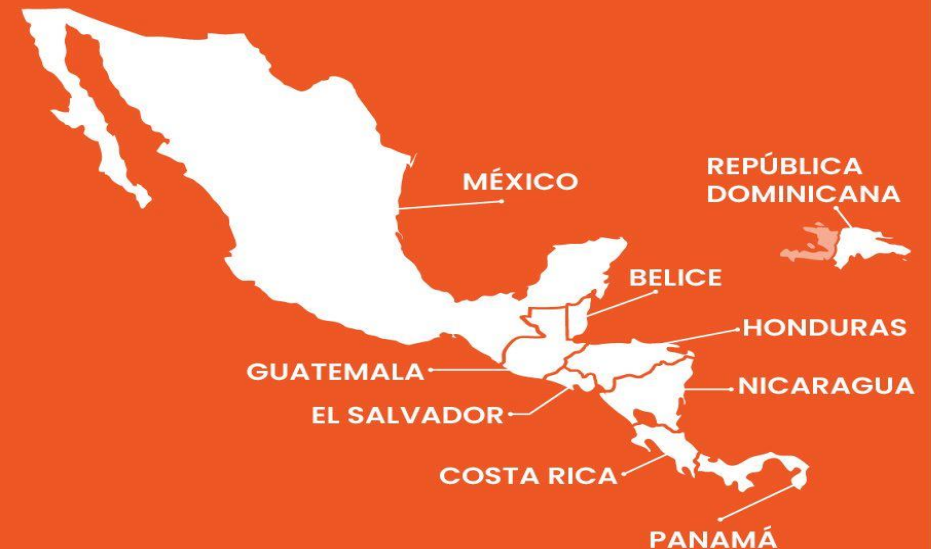 MÉXICO
REPÚBLICA
DOMINICANA
BELICE
HONDURAS
GUATEMALA
NICARAGUA
EL SALVADOR
COSTA RICA
PANAMÁ